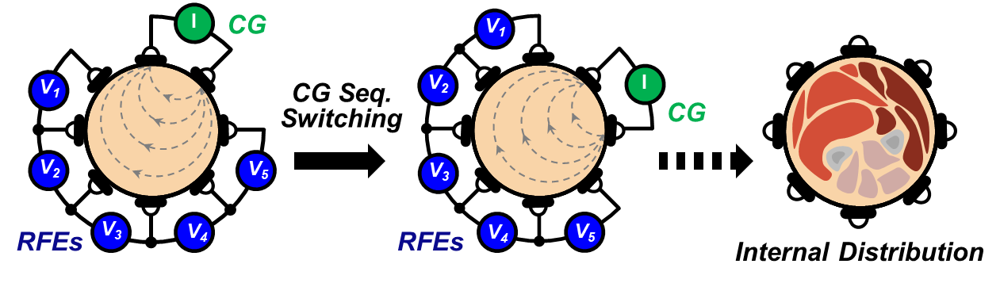 I
CG
V1
V2
V3
V4
V5
RFEs
CG Seq.
Switching
V1
V2
V3
V4
V5
I
CG
RFEs
Internal Distribution